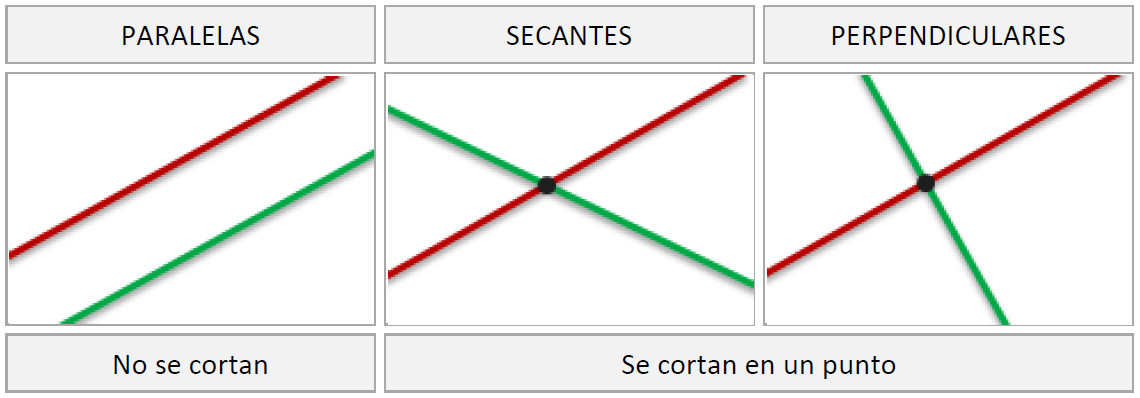 PARALELAS
SECANTES
PERPENDICULARES
No se cortan
Se cortan en un punto